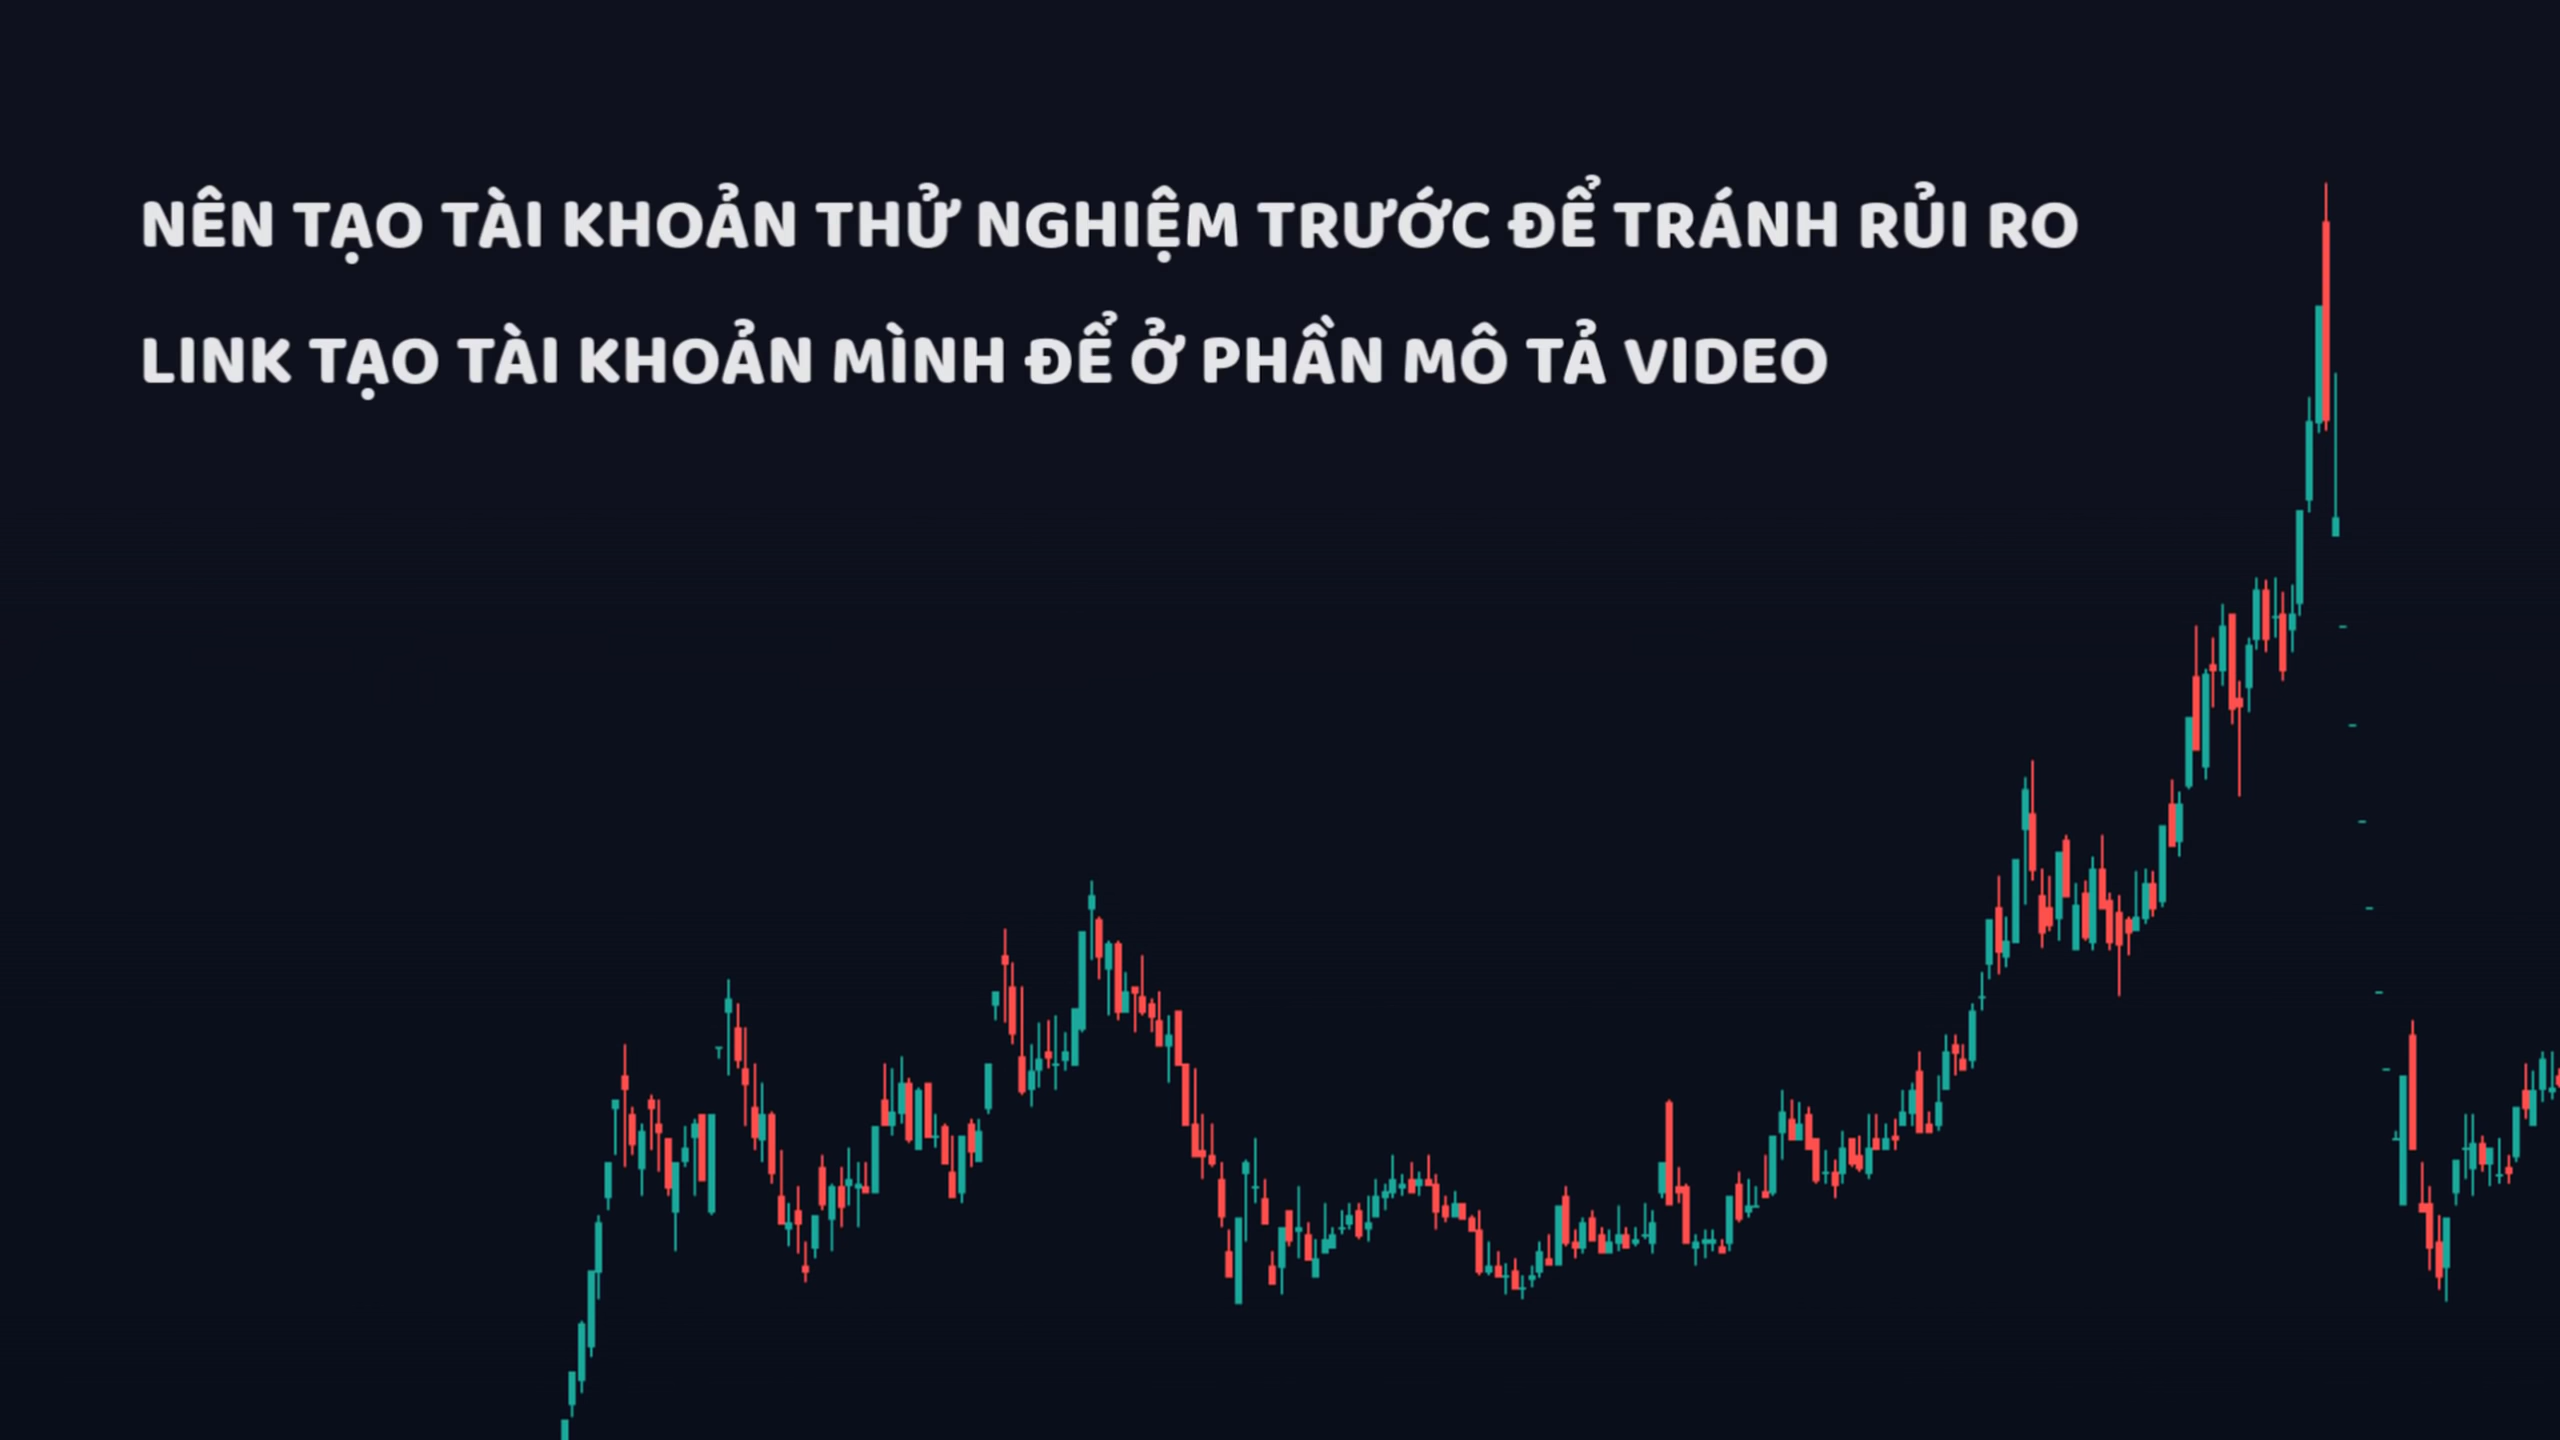 NÊN TẠO TÀI KHOẢN THỬ NGHIỆM TRƯỚC ĐỂ TRÁNH RỦI RO
LINK TẠO TÀI KHOẢN MÌNH ĐỂ Ở PHẦN MÔ TẢ VIDEO